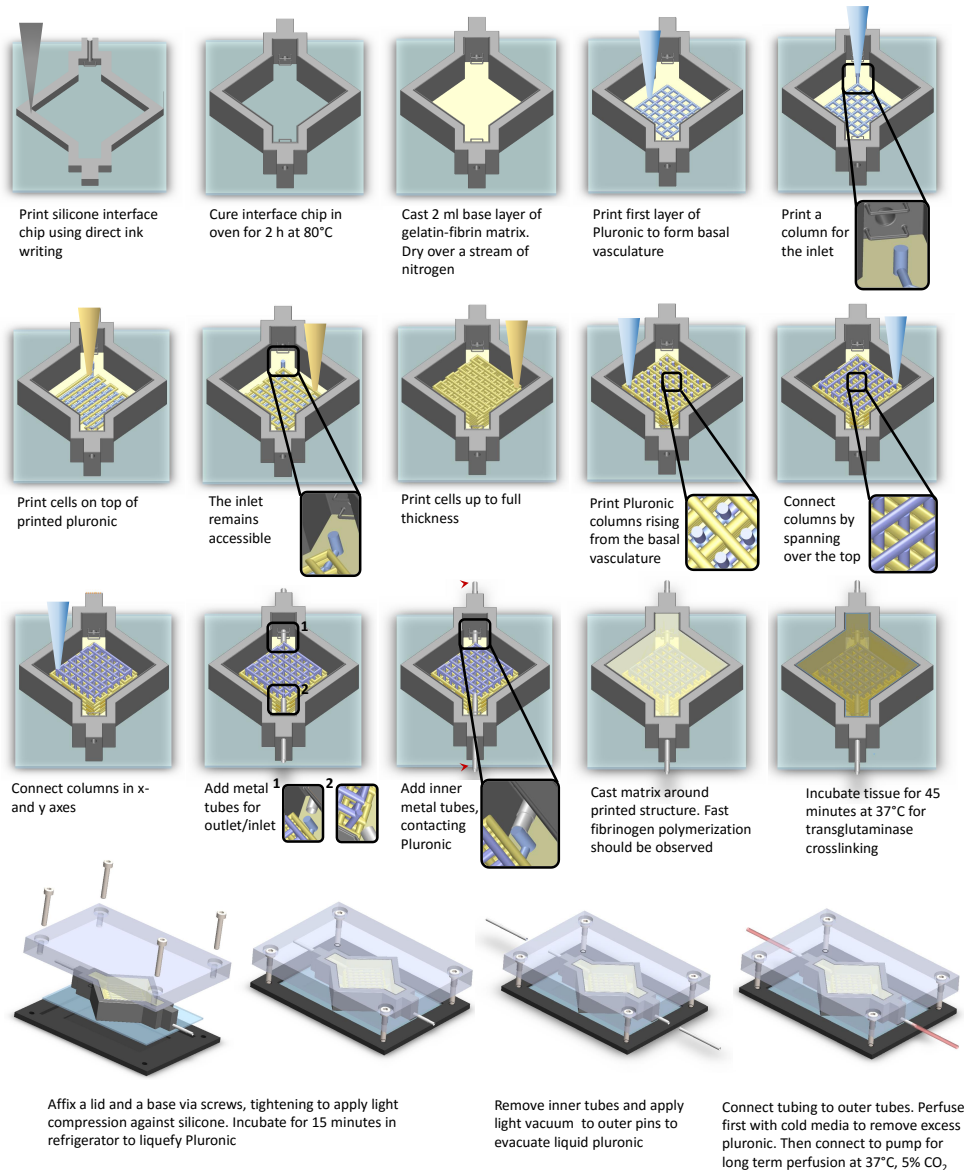 Print silicone interface
chip using direct ink
writing
Cure interface chip in
oven for 2 h at 80°C
Cast 2 ml base layer of
gelatin-fibrin matrix.
Dry over a stream of
nitrogen
Print first layer of
Pluronic to form basal
vasculature
Print a
column for
the inlet
Print cells on top of
printed pluronic
The inlet
remains
accessible
Print cells up to full
thickness
Print Pluronic
columns rising
from the basal
vasculature
Connect
columns by
spanning
over the top
Connect columns in x-
and y axes
1
2
Add metal
tubes for
outlet/inlet
1
2
Add inner
metal tubes,
contacting
Pluronic
Cast matrix around
printed structure. Fast
fibrinogen polymerization
should be observed
Incubate tissue for 45
minutes at 37°C for
transglutaminase
crosslinking
Affix a lid and a base via screws, tightening to apply light
compression against silicone. Incubate for 15 minutes in
refrigerator to liquefy Pluronic
Remove inner tubes and apply
light vacuum to outer pins to
evacuate liquid pluronic
Connect tubing to outer tubes. Perfuse
first with cold media to remove excess
pluronic. Then connect to pump for
long term perfusion at 37°C, 5% CO₂